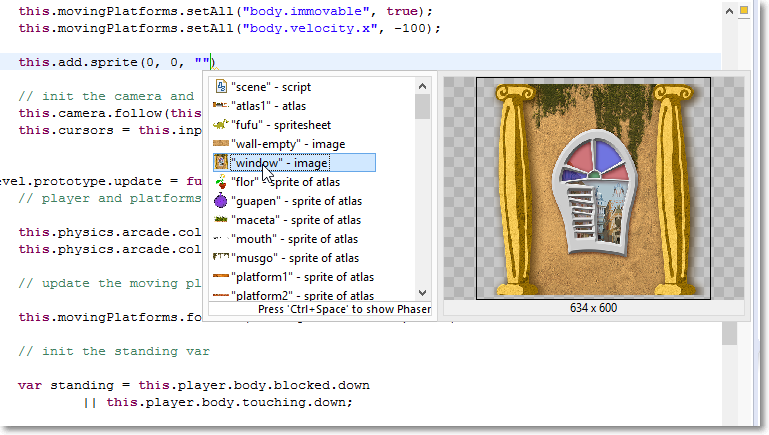 this.movingPlatforms.setAll("body.immovable", true);
this.movingPlatforms.setAll("body.velocity.x", -100);
this.add.sprite(0, 0, "")
// init the camera and
this.camera.follow(this
this.cursors = this.inp
evel.prototype.update = fu
// player and platforms
this.physics.arcade.col
this.physics.arcade.col
// update the moving pl
this.movingPlatforms.fo
// init the standing var
var standing = this.player.body.blocked.down
|| this.player.body.touching.down;
"scene" - script
"atlas1" - atlas
"fufu" - spritesheet
"wall-empty" - image
"window" - image
"flor" - sprite of atlas
"guapen" - sprite of atlas
"maceta" - sprite of atlas
"mouth" - sprite of atlas
"musgo" - sprite of atlas
"platform1" - sprite of atlas
"platform2" - sprite of atlas
Press 'Ctrl+Space' to show Phaser
634 x 600